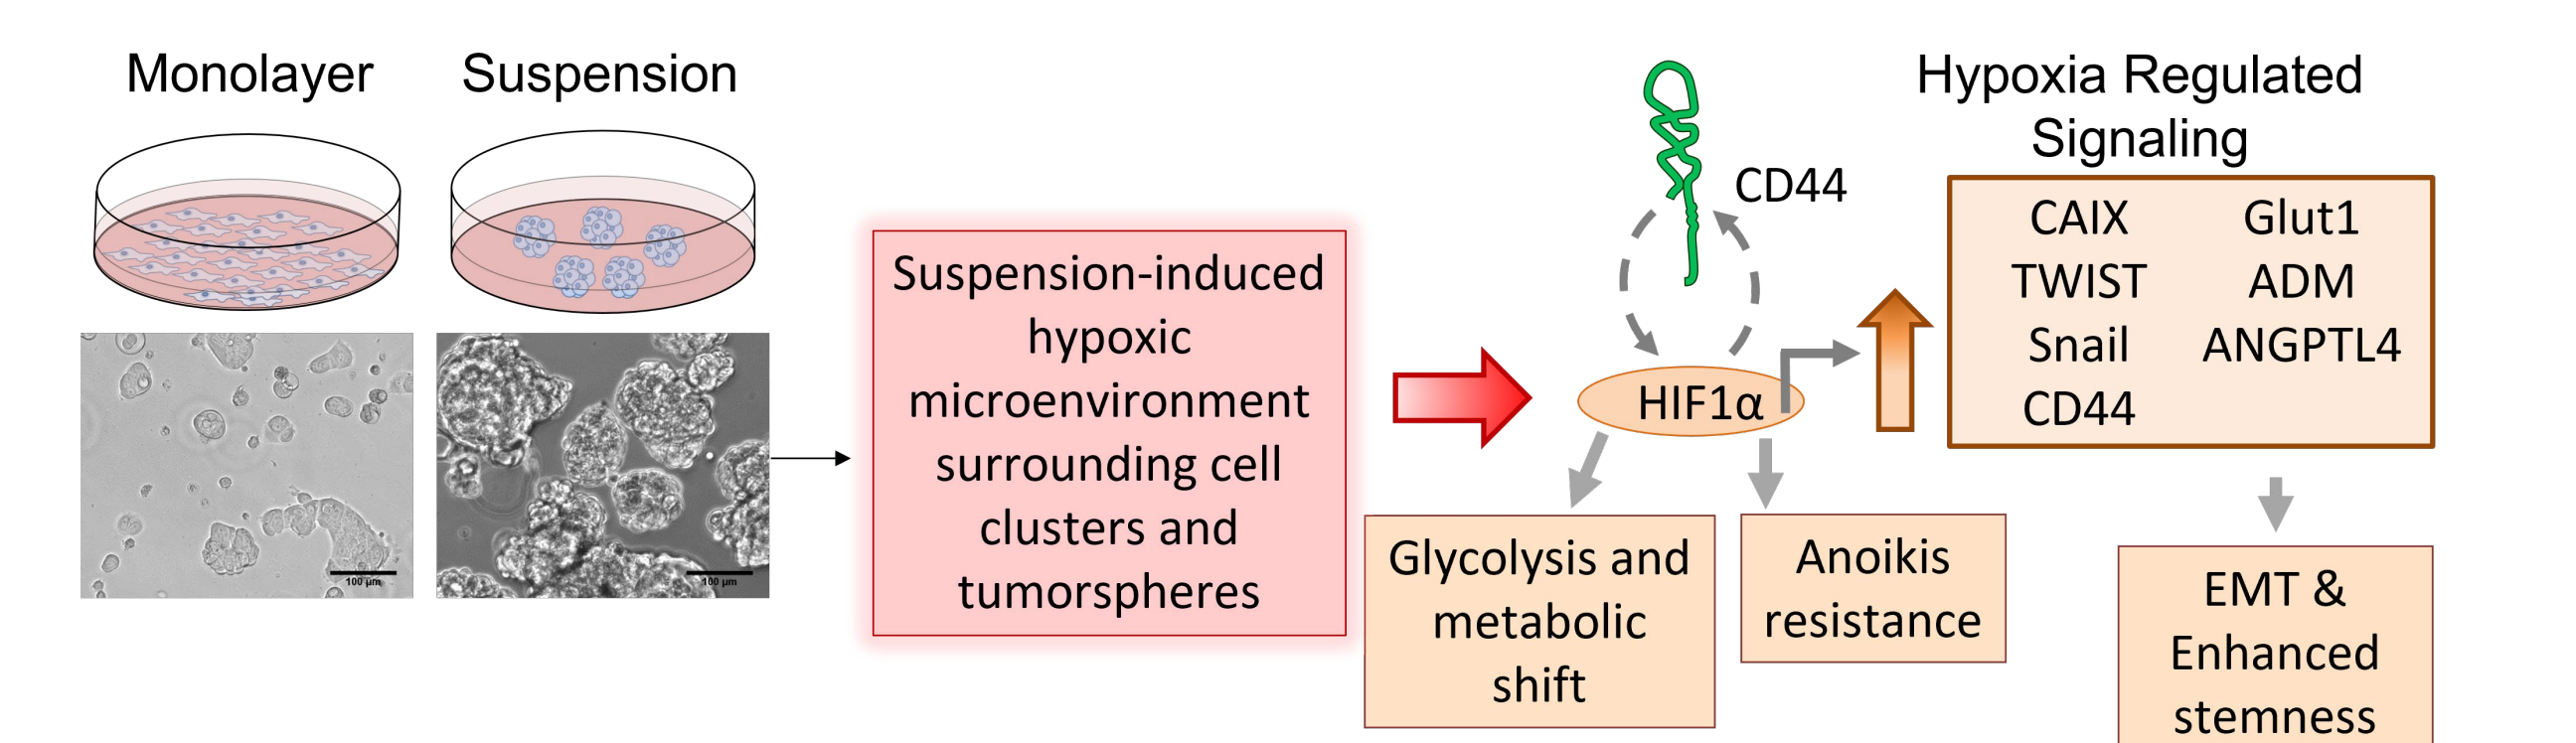 Monolayer
Suspension
100 µm
100 µm
Suspension-induced
hypoxic
microenvironment
surrounding cell
clusters and
tumorspheres
CD44
HIF1α
Glycolysis and
metabolic
shift
Anoikis
resistance
Hypoxia Regulated
Signaling
CAIX
TWIST
Snail
CD44
Glut1
ADM
ANGPTL4
EMT &
Enhanced
stemness